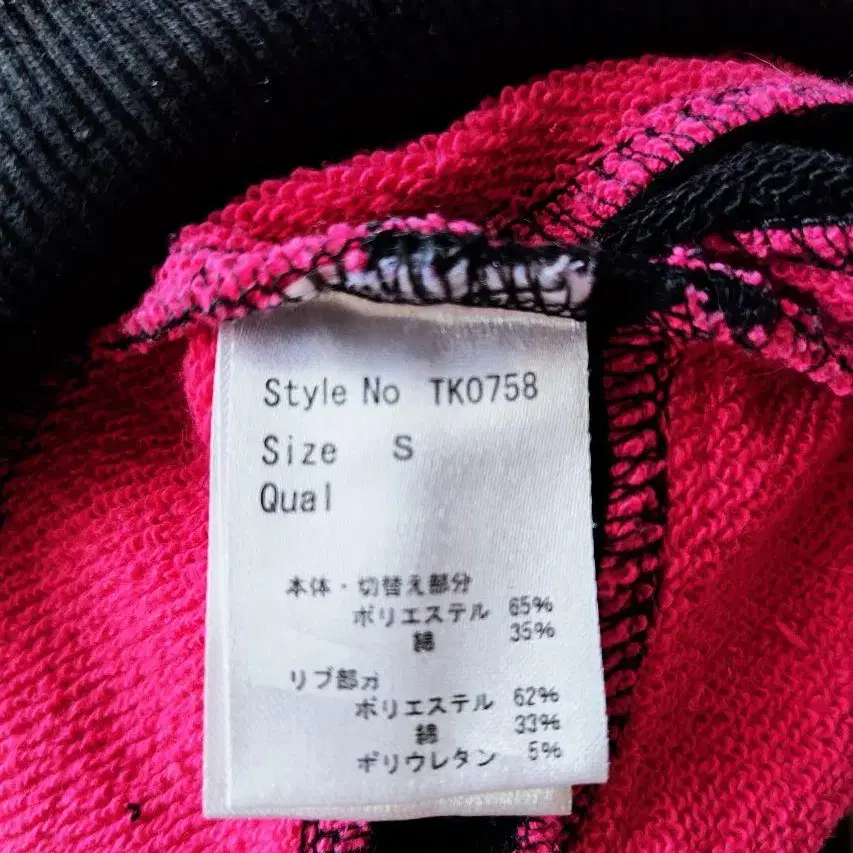 Style No TK0758
Size S
Qual
本体・切替え部分
ポリエステル 65%
綿 35%
リブ部分
ポリエステル 62%
綿 33%
ポリウレタン 5%